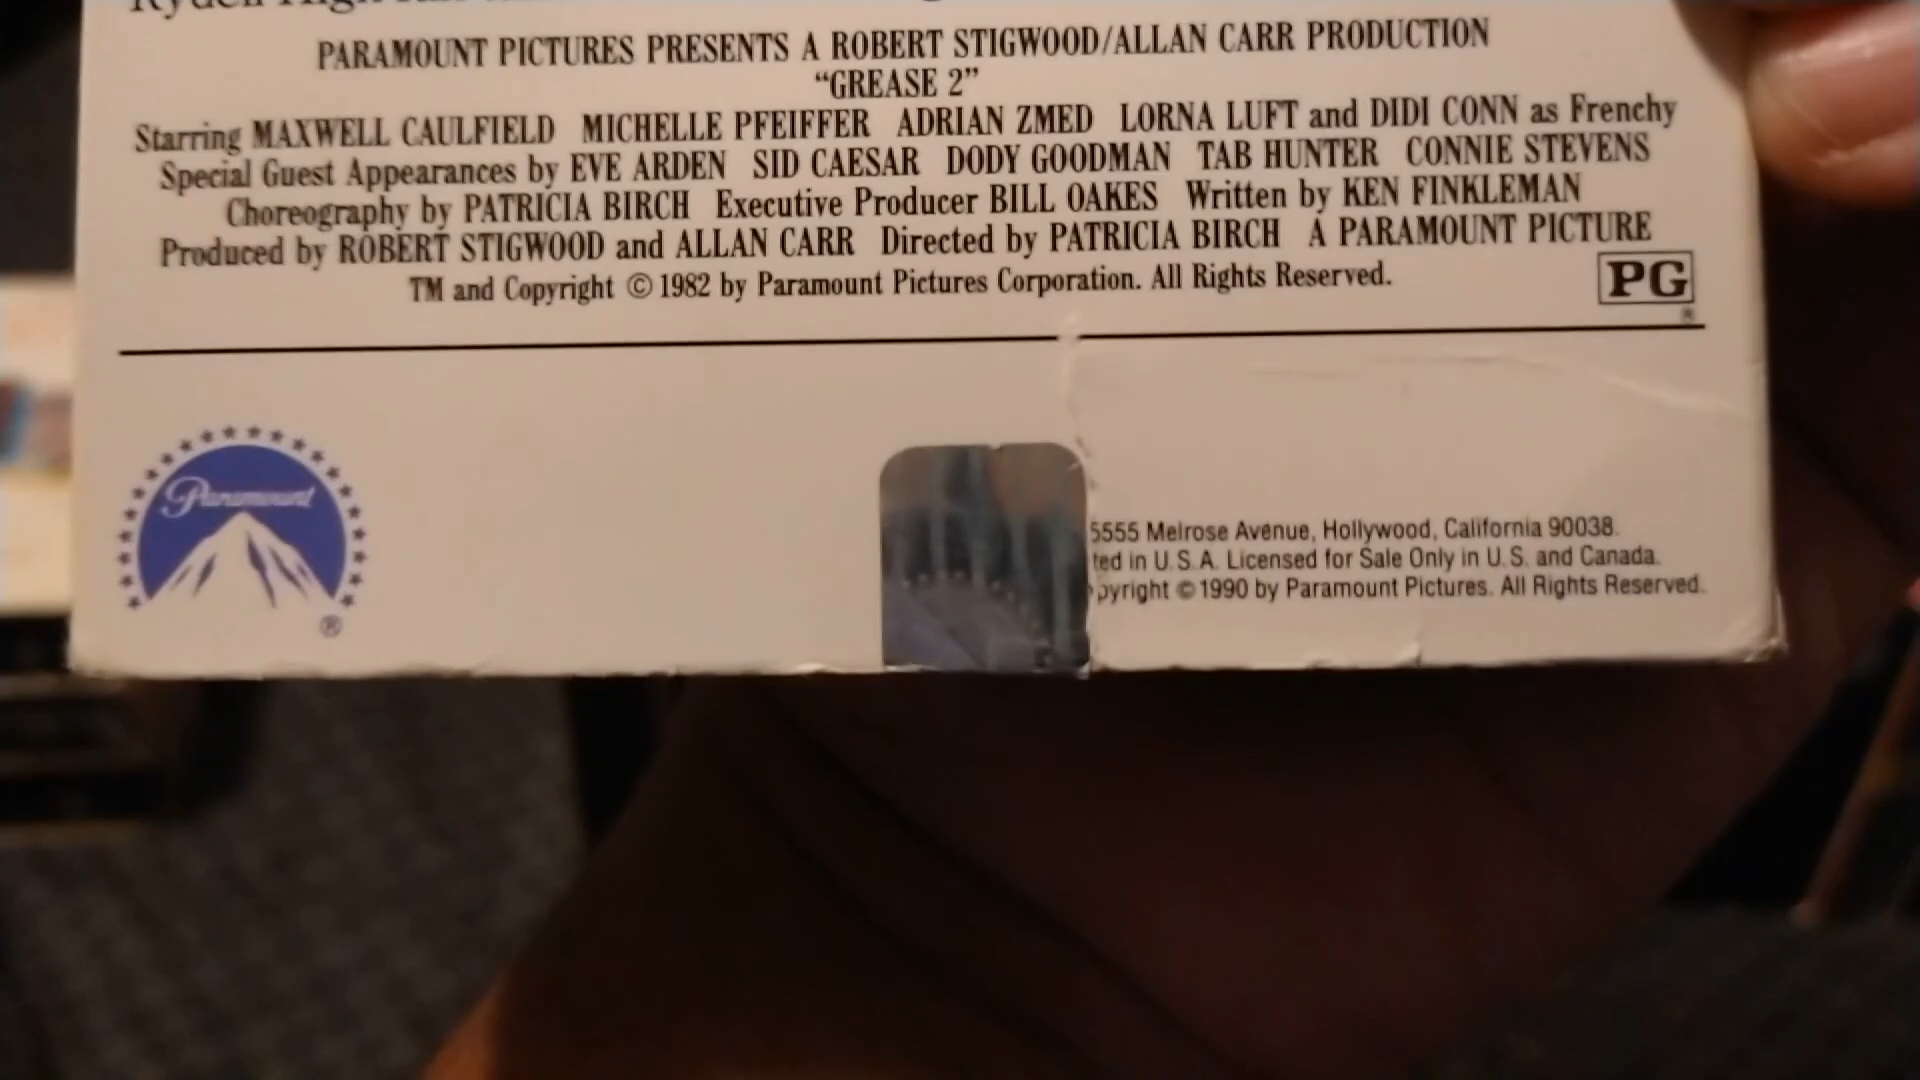 PARAMOUNT PICTURES PRESENTS A ROBERT STIGWOOD/ALLAN CARR PRODUCTION
“GREASE 2”
Starring MAXWELL CAULFIELD MICHELLE PFEIFFER ADRIAN ZMED LORNA LUFT and DIDI CONN as Frenchy
Special Guest Appearances by EVE ARDEN SID CAESAR DODY GOODMAN TAB HUNTER CONNIE STEVENS
Choreography by PATRICIA BIRCH Executive Producer BILL OAKES Written by KEN FINKLEMAN
Produced by ROBERT STIGWOOD and ALLAN CARR Directed by PATRICIA BIRCH A PARAMOUNT PICTURE
TM and Copyright © 1982 by Paramount Pictures Corporation. All Rights Reserved.
PG
®
Paramount
®
5555 Melrose Avenue, Hollywood, California 90038.
ted in U.S.A. Licensed for Sale Only in U.S. and Canada.
pyright © 1990 by Paramount Pictures. All Rights Reserved.